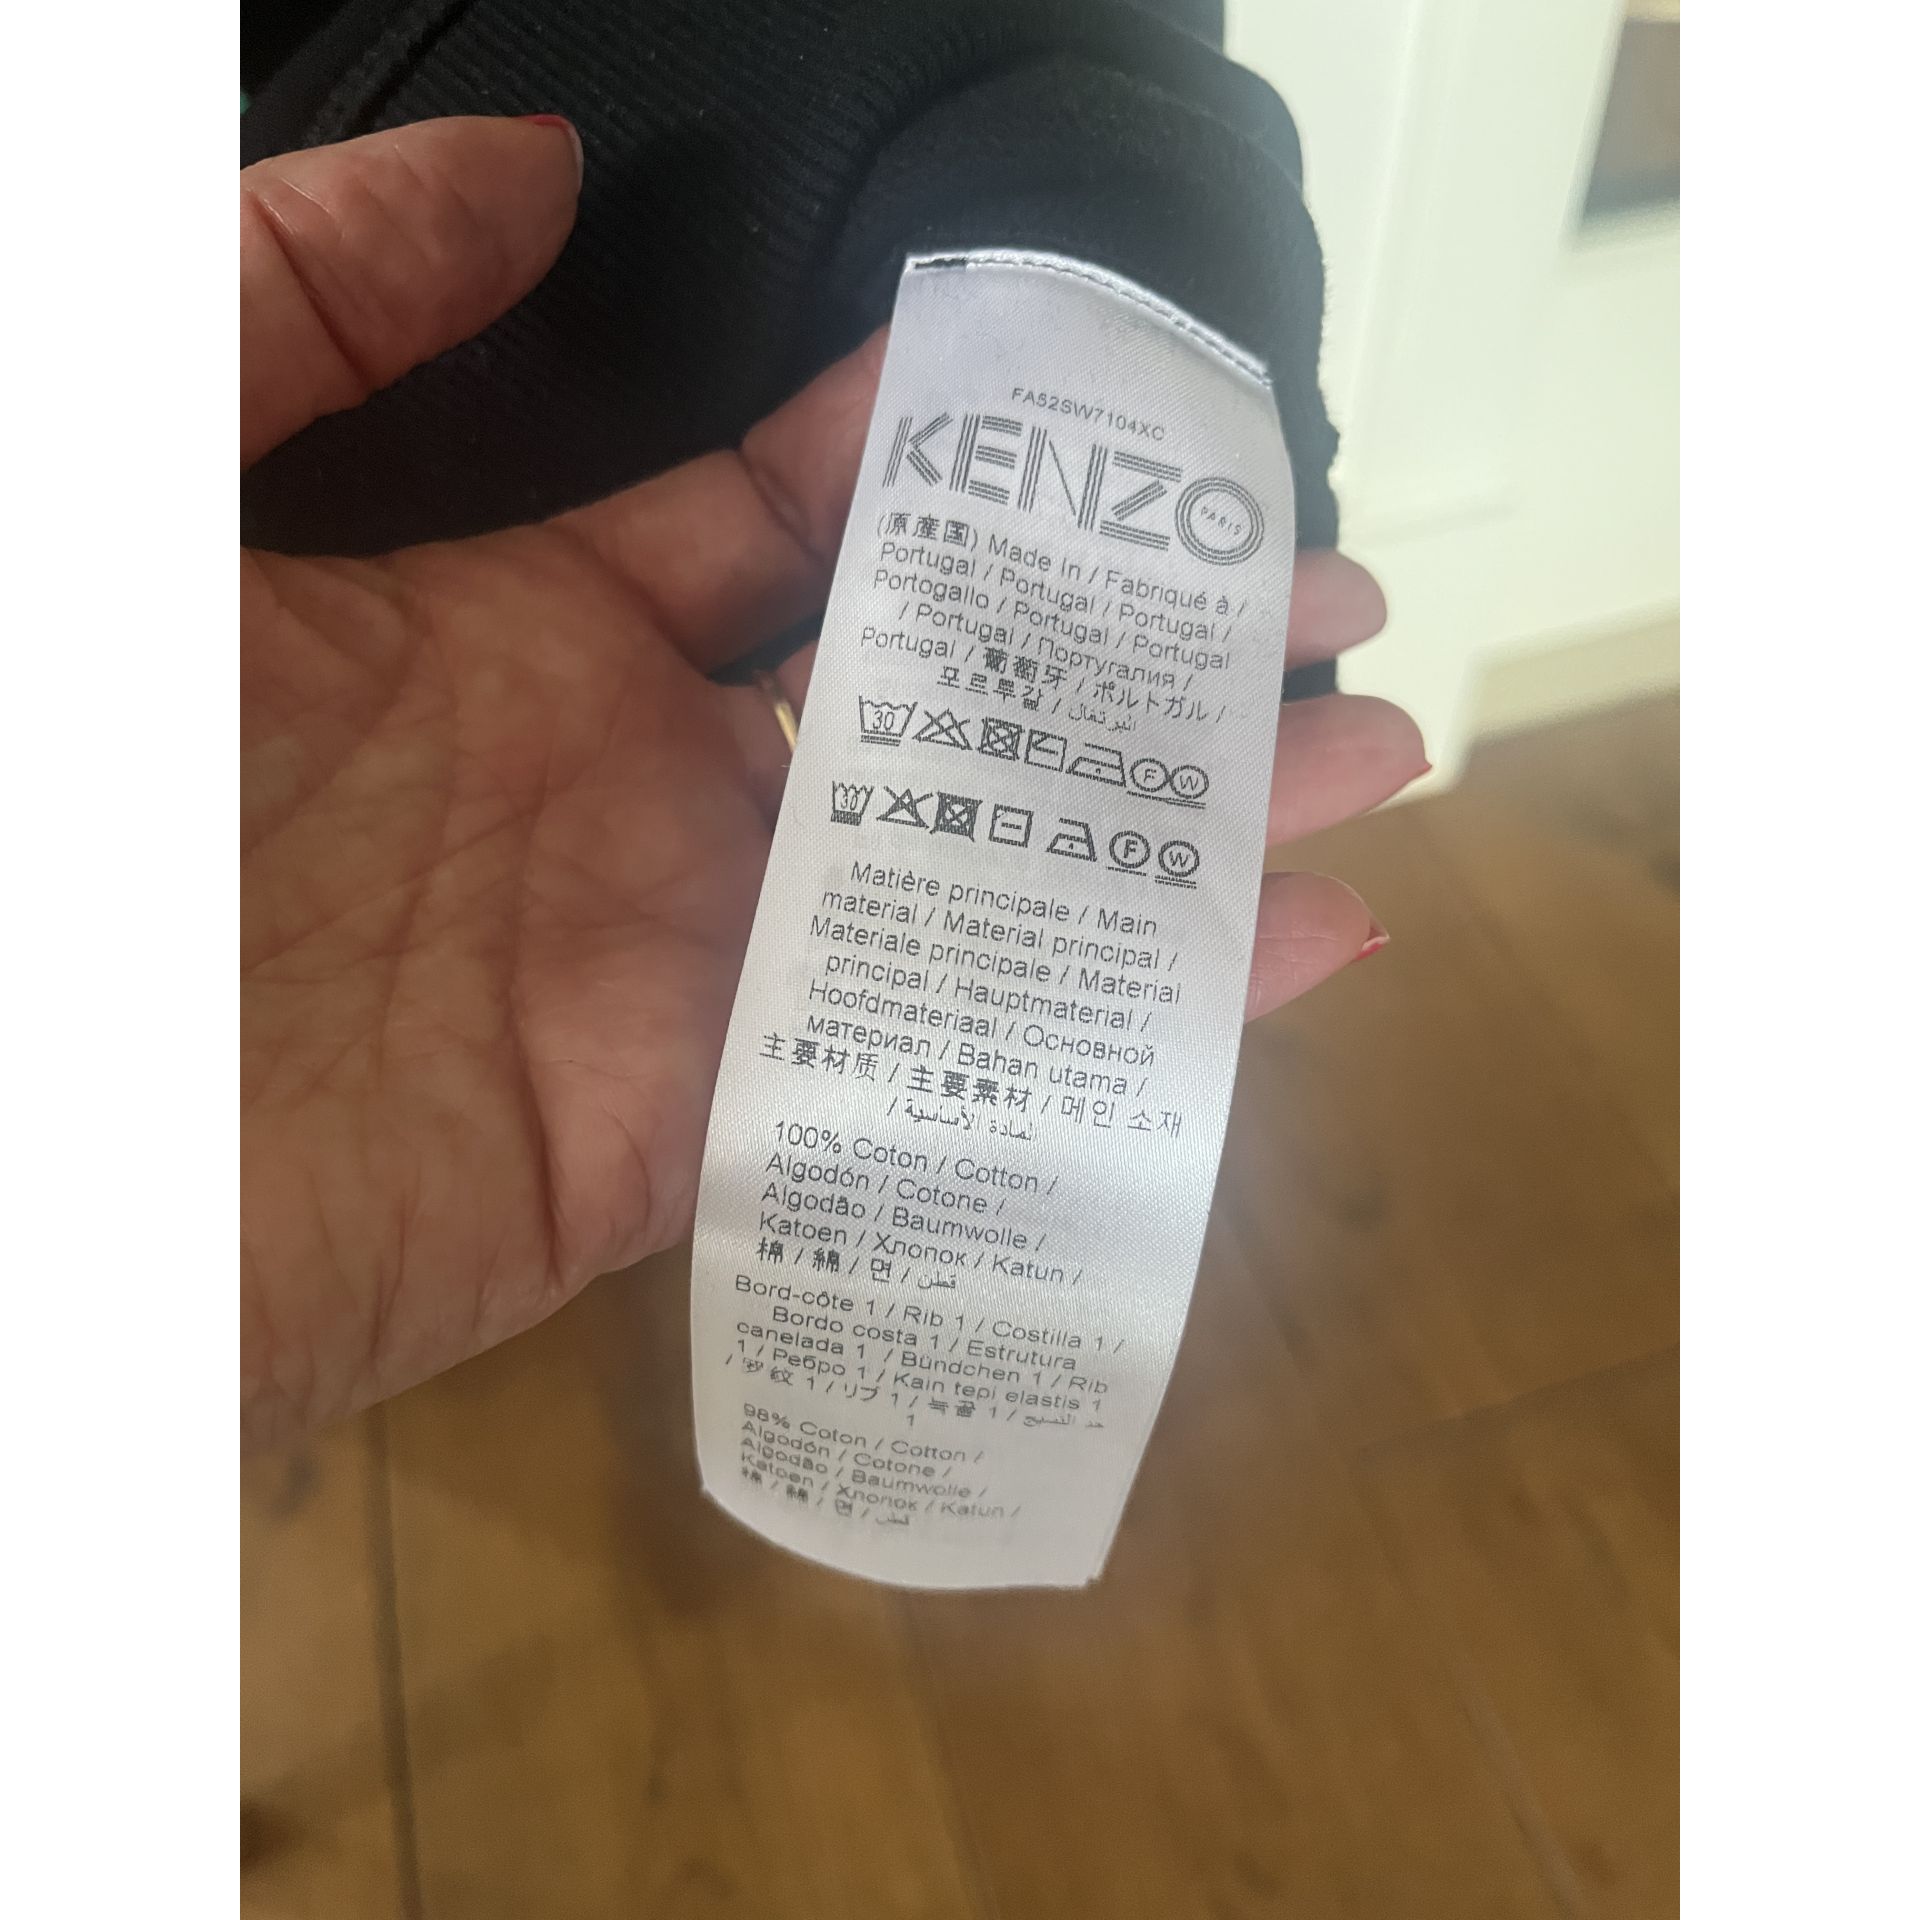 FA52SW7104XC
KENZO
PARIS
(原産国) Made in / Fabriqué à /
Portugal / Portugal / Portugal /
Portogallo / Portugal / Portugal
/ Portugal / Португалия /
Portugal / 葡萄牙 / ポルトガル /
포르투갈 / البرتغال
30 F W
30 F W
Matière principale / Main
material / Material principal /
Materiale principale / Material
principal / Hauptmaterial /
Hoofdmateriaal / Основной
материал / Bahan utama /
主要材质 / 主要素材 / 메인 소재
/ المادة الأساسية
100% Coton / Cotton /
Algodón / Cotone /
Algodão / Baumwolle /
Katoen / Хлопок / Katun /
棉 / 綿 / 면 / قطن
Bord-côte 1 / Rib 1 / Costilla 1 /
Bordo costa 1 / Estrutura
canelada 1 / Bündchen 1 / Rib
1 / Ребро 1 / Kain tepi elastis 1
/ 罗纹 1 / リブ 1 / 늑골 1 / حد النسيج
1
98% Coton / Cotton /
Algodón / Cotone /
Algodão / Baumwolle /
Katoen / Хлопок / Katun /
棉 / 綿 / 면 / قطن